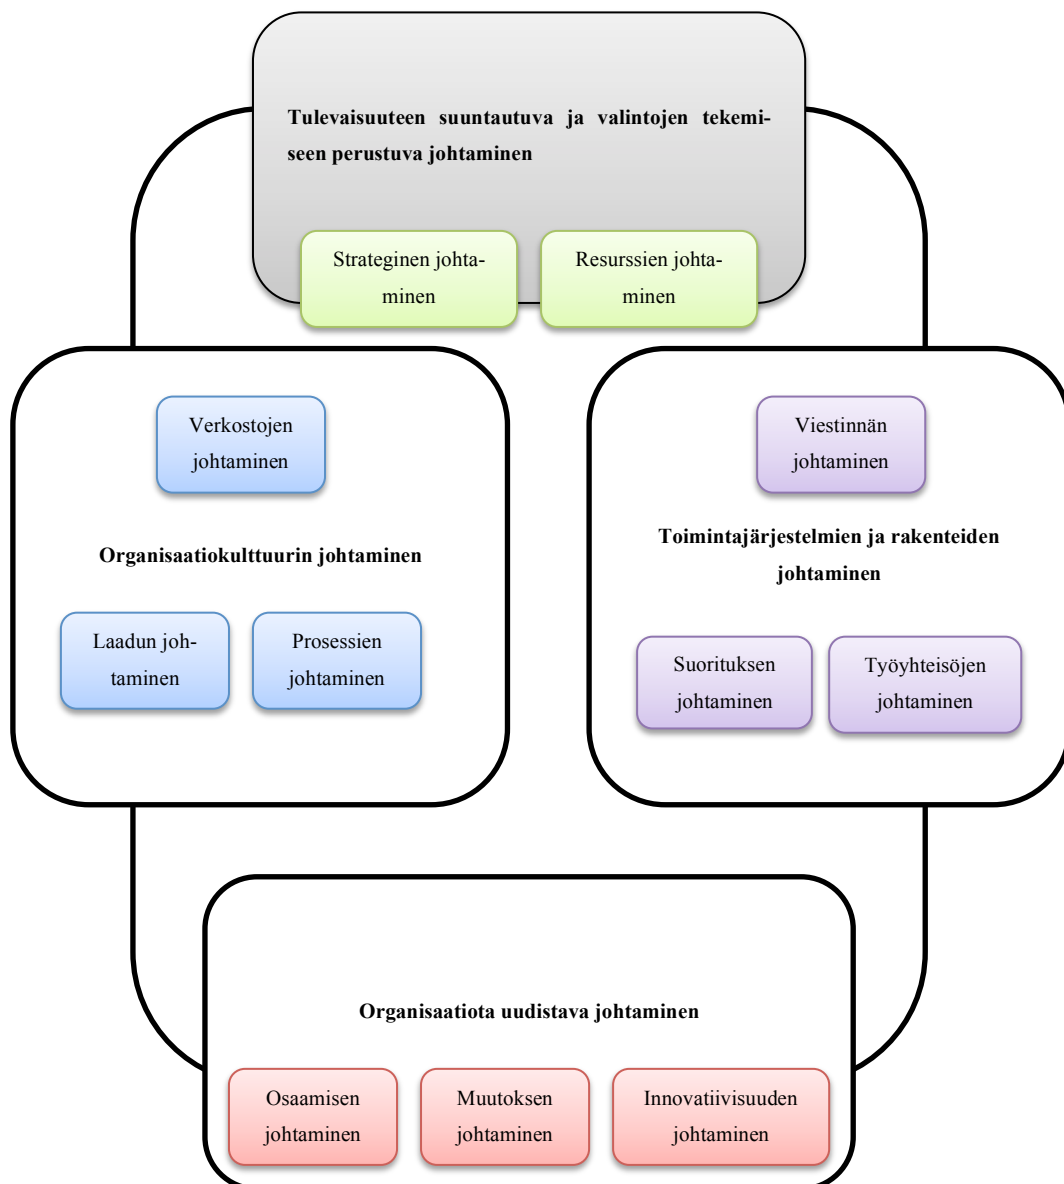 Tulevaisuuteen suuntautuva ja valintojen tekemi-
seen perustuva johtaminen
Strateginen johta-
minen
Resurssien johta-
minen
Verkostojen
johtaminen
Organisaatiokulttuurin johtaminen
Laadun joh-
taminen
Prosessien
johtaminen
Viestinnän
johtaminen
Toimintajärjestelmien ja rakenteiden
johtaminen
Suorituksen
johtaminen
Työyhteisöjen
johtaminen
Organisaatiota uudistava johtaminen
Osaamisen
johtaminen
Muutoksen
johtaminen
Innovatiivisuuden
johtaminen